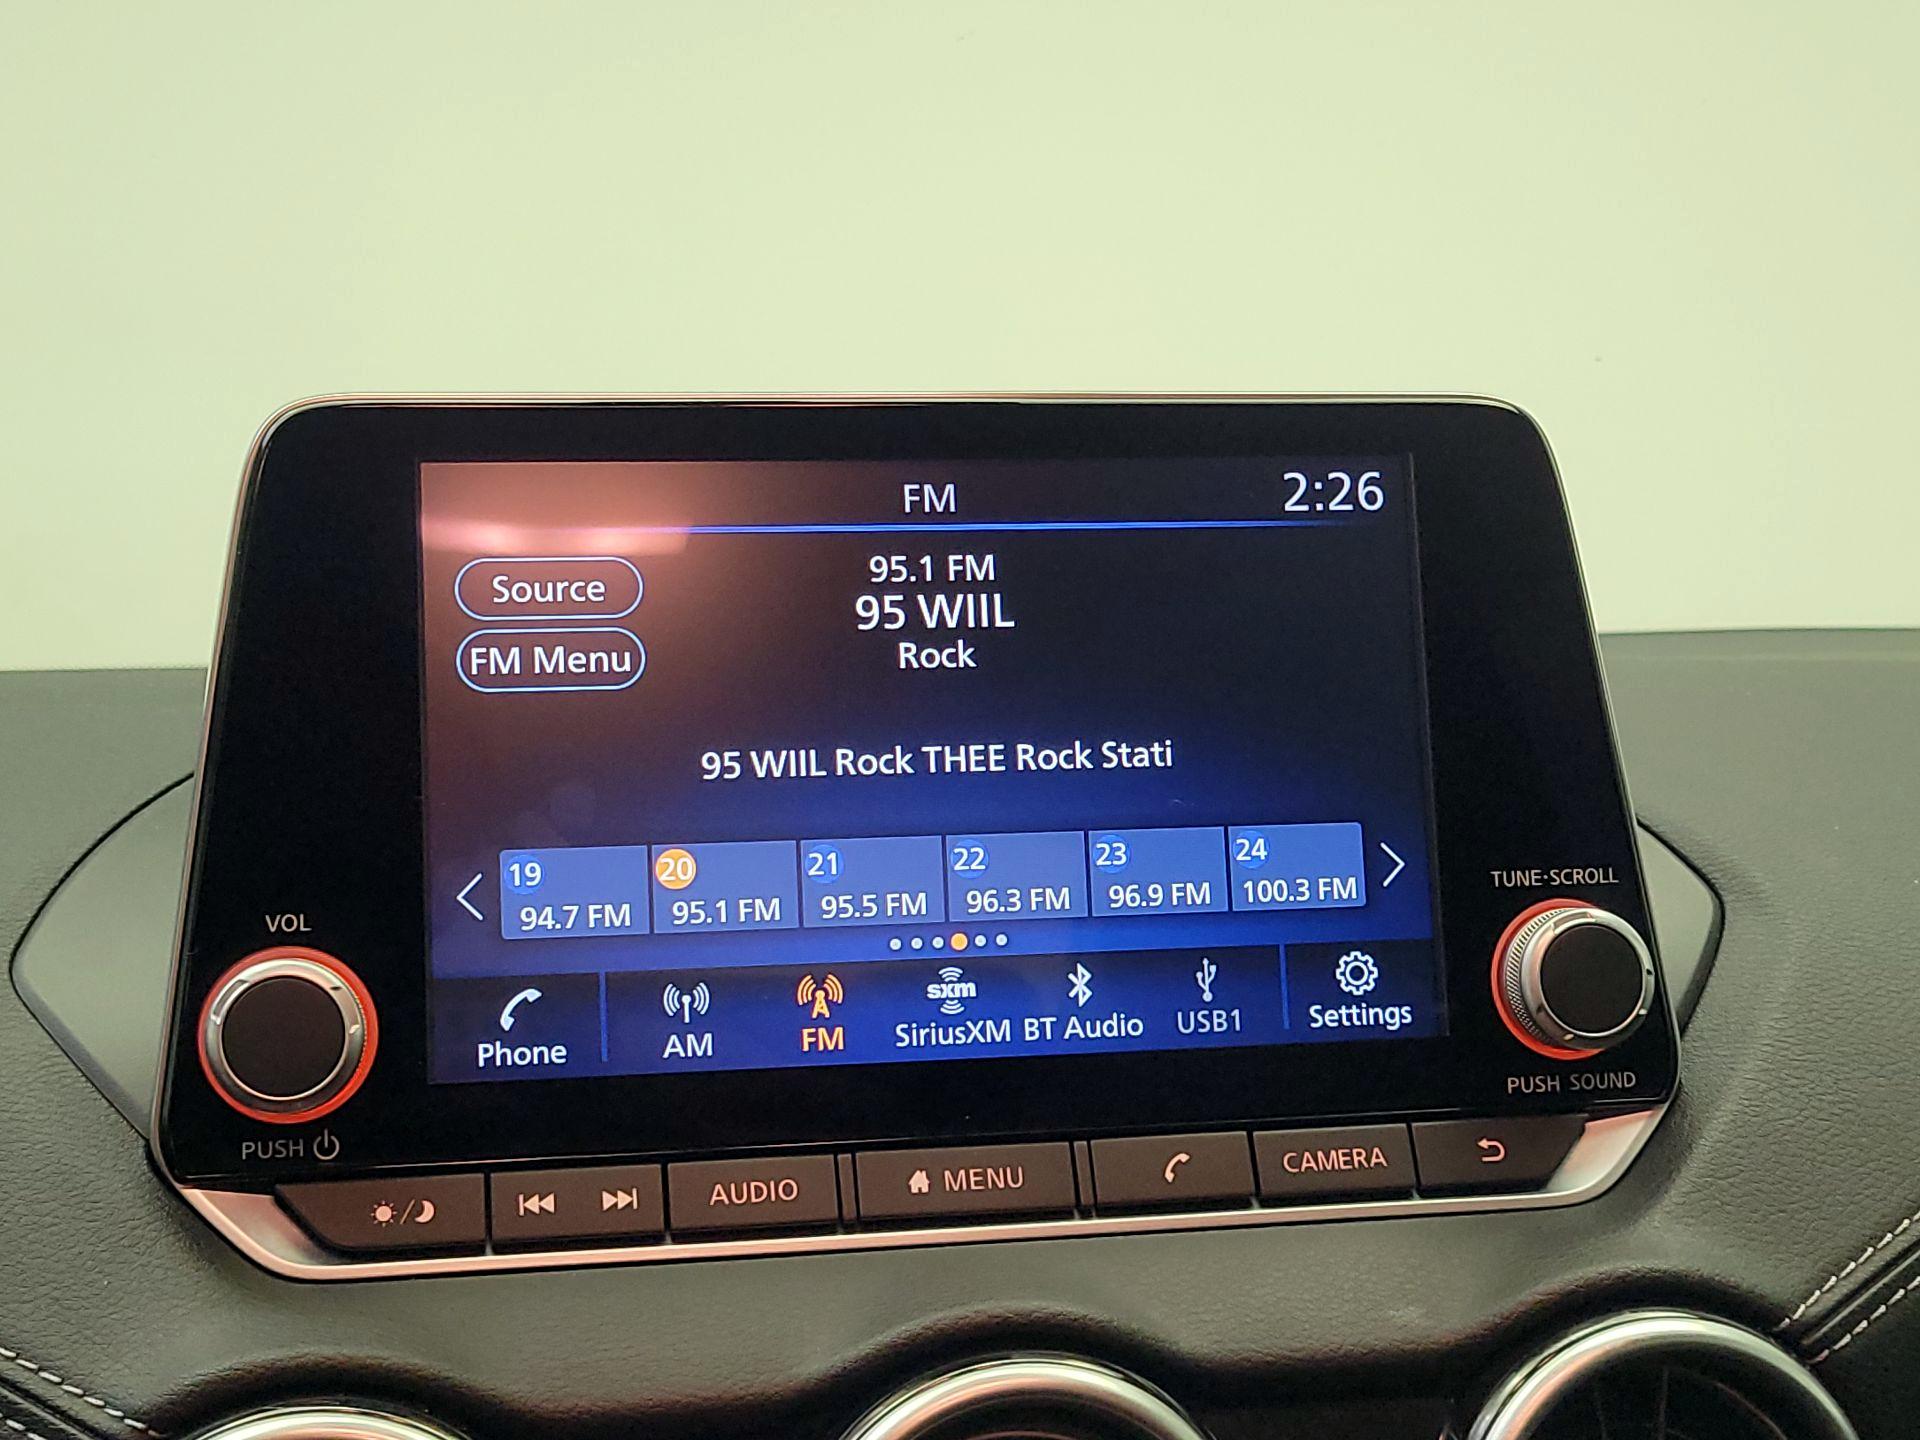 FM 2:26
Source
FM Menu
95.1 FM
95 WIIL
Rock
95 WIIL Rock THEE Rock Stati
19 20 21 22 23 24
94.7 FM 95.1 FM 95.5 FM 96.3 FM 96.9 FM 100.3 FM
Phone AM FM sxm SiriusXM BT Audio USB1 Settings
VOL
PUSH
TUNE·SCROLL
PUSH SOUND
AUDIO MENU CAMERA